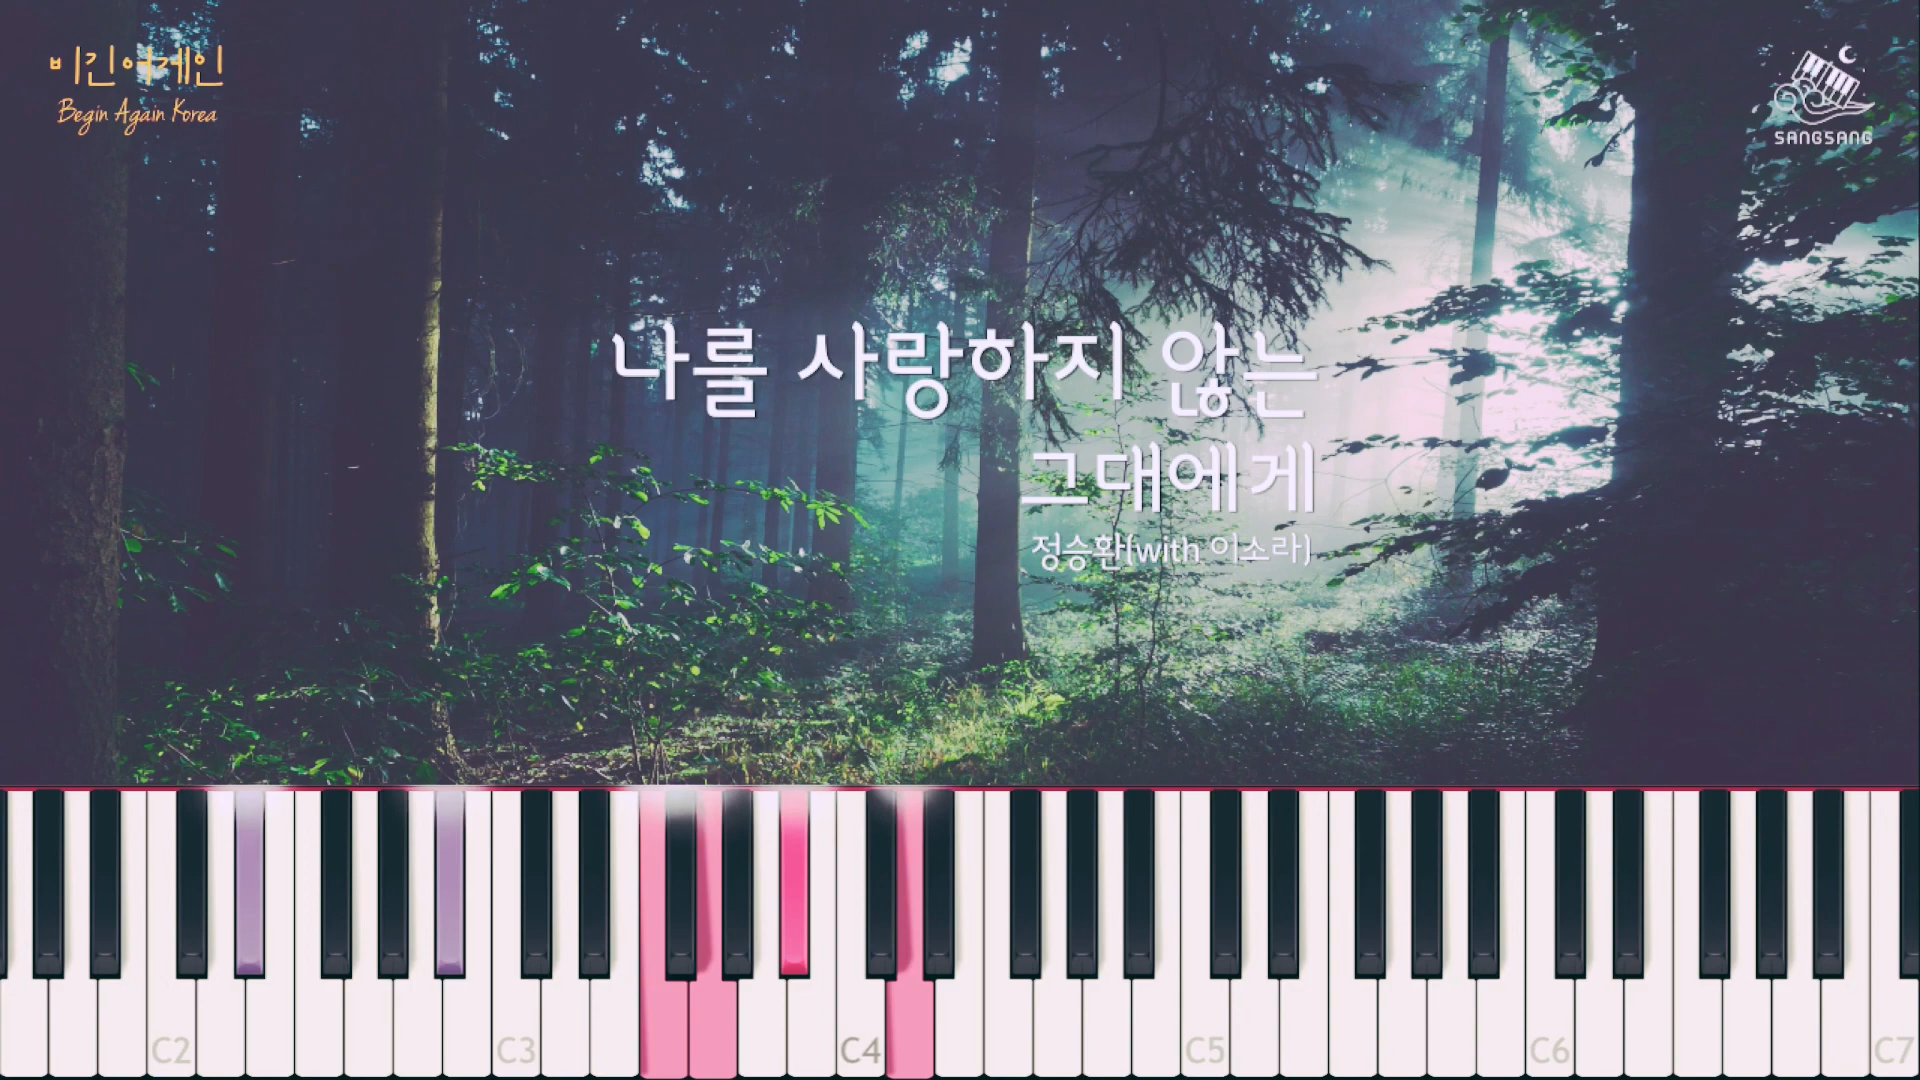 비긴어게인
Begin Again Korea
SANGSANG
나를 사랑하지 않는
그대에게
정승환(with 이소라)
C2 C3 C4 C5 C6 C7